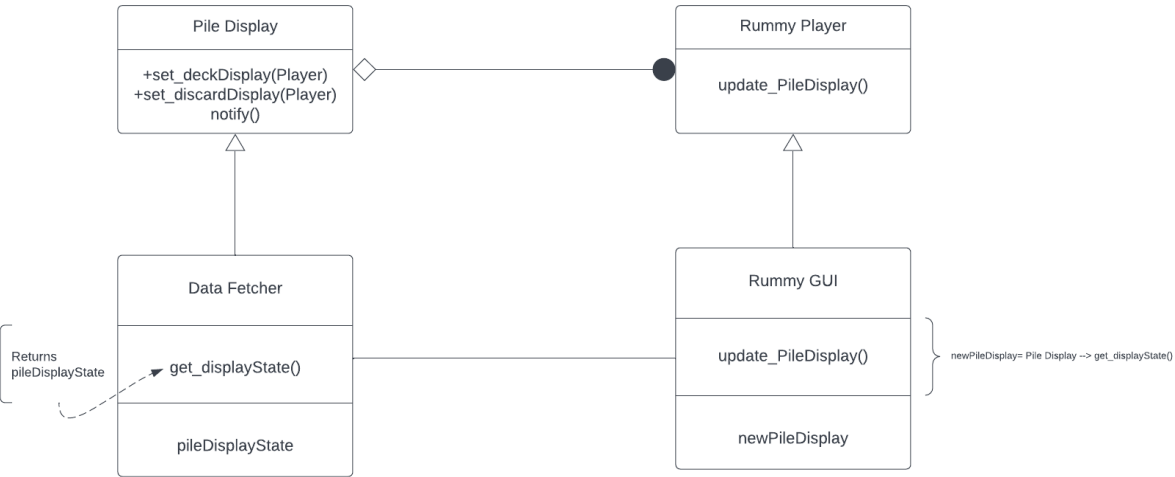 Pile Display
+set_deckDisplay(Player)
+set_discardDisplay(Player)
notify()
Rummy Player
update_PileDisplay()
Data Fetcher
get_displayState()
pileDisplayState
Returns
pileDisplayState
Rummy GUI
update_PileDisplay()
newPileDisplay
newPileDisplay= Pile Display --> get_displayState()